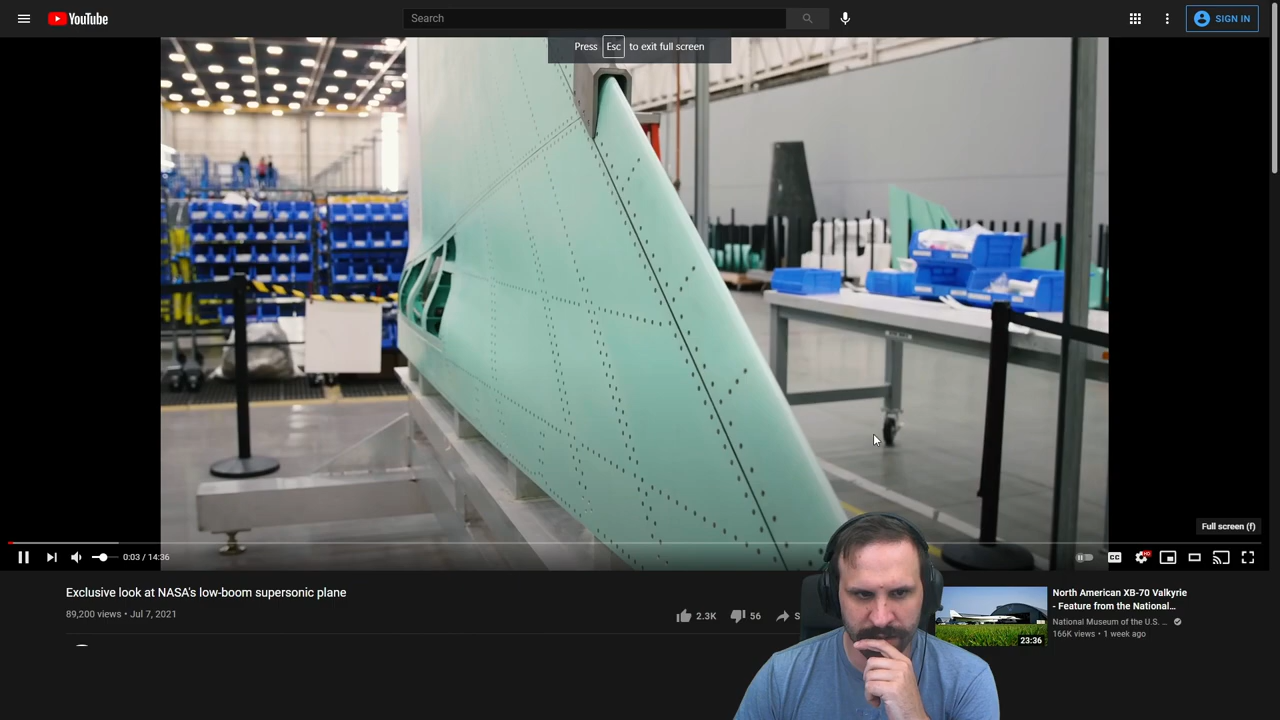 YouTube
Search
SIGN IN
Press Esc to exit full screen
Full screen (f)
0:03 / 14:36
CC
HD
Exclusive look at NASA's low-boom supersonic plane
89,200 views • Jul 7, 2021
2.3K
56
S
North American XB-70 Valkyrie
- Feature from the National...
National Museum of the U.S. ...
166K views • 1 week ago
23:36